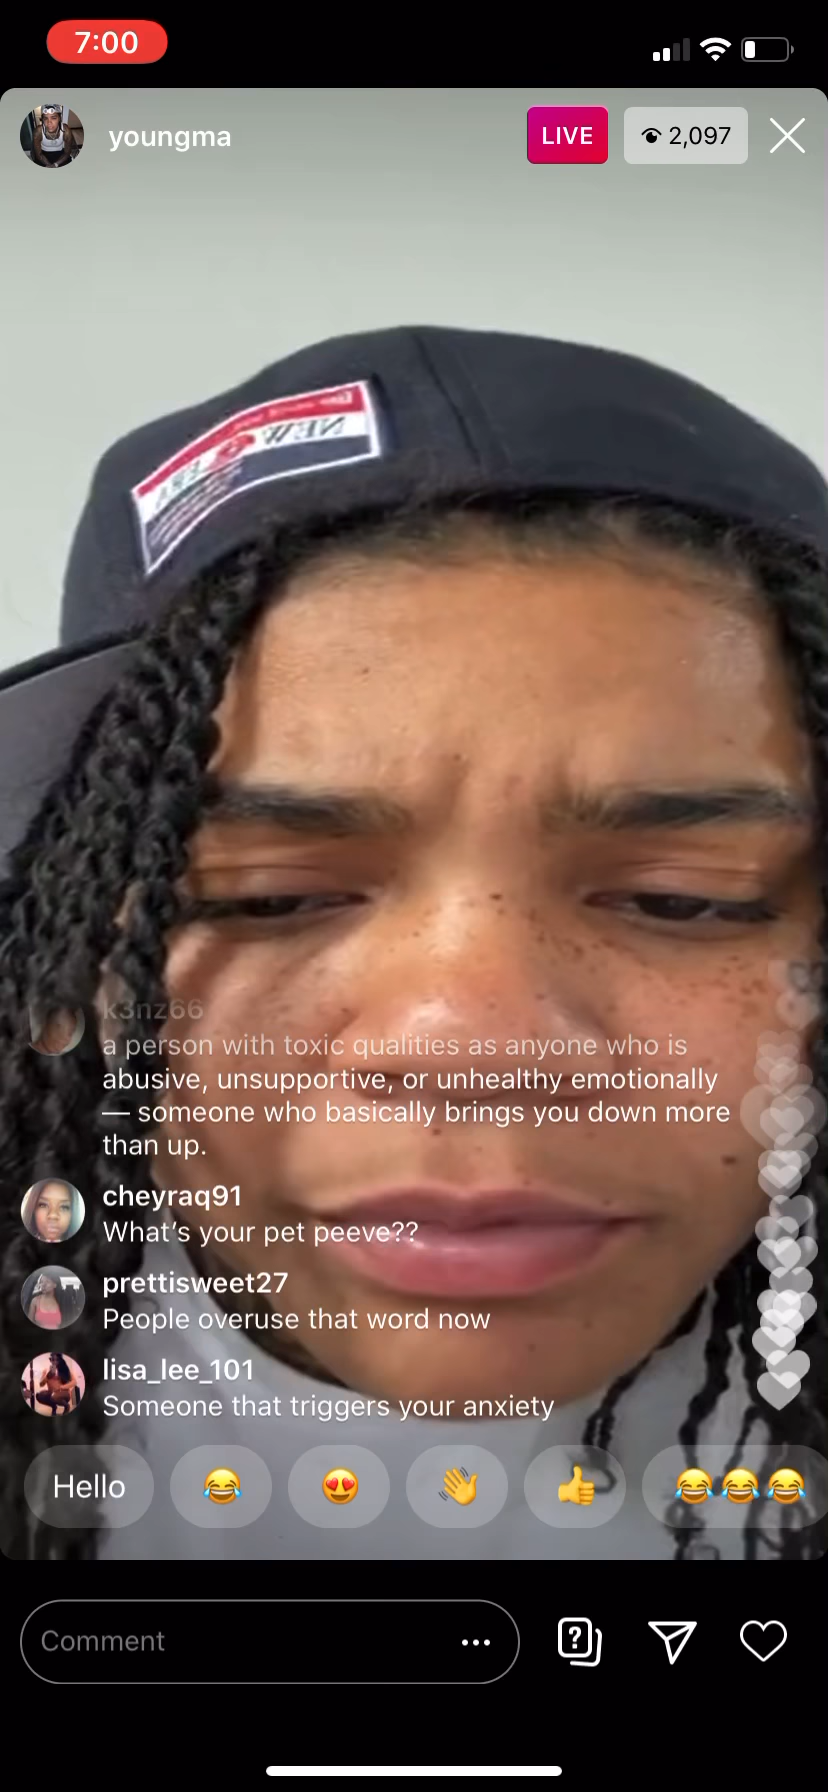 7:00
youngma
LIVE
2,097
NEW
k3nz66
a person with toxic qualities as anyone who is
abusive, unsupportive, or unhealthy emotionally
— someone who basically brings you down more
than up.
cheyraq91
What's your pet peeve??
prettisweet27
People overuse that word now
lisa_lee_101
Someone that triggers your anxiety
Hello
Comment